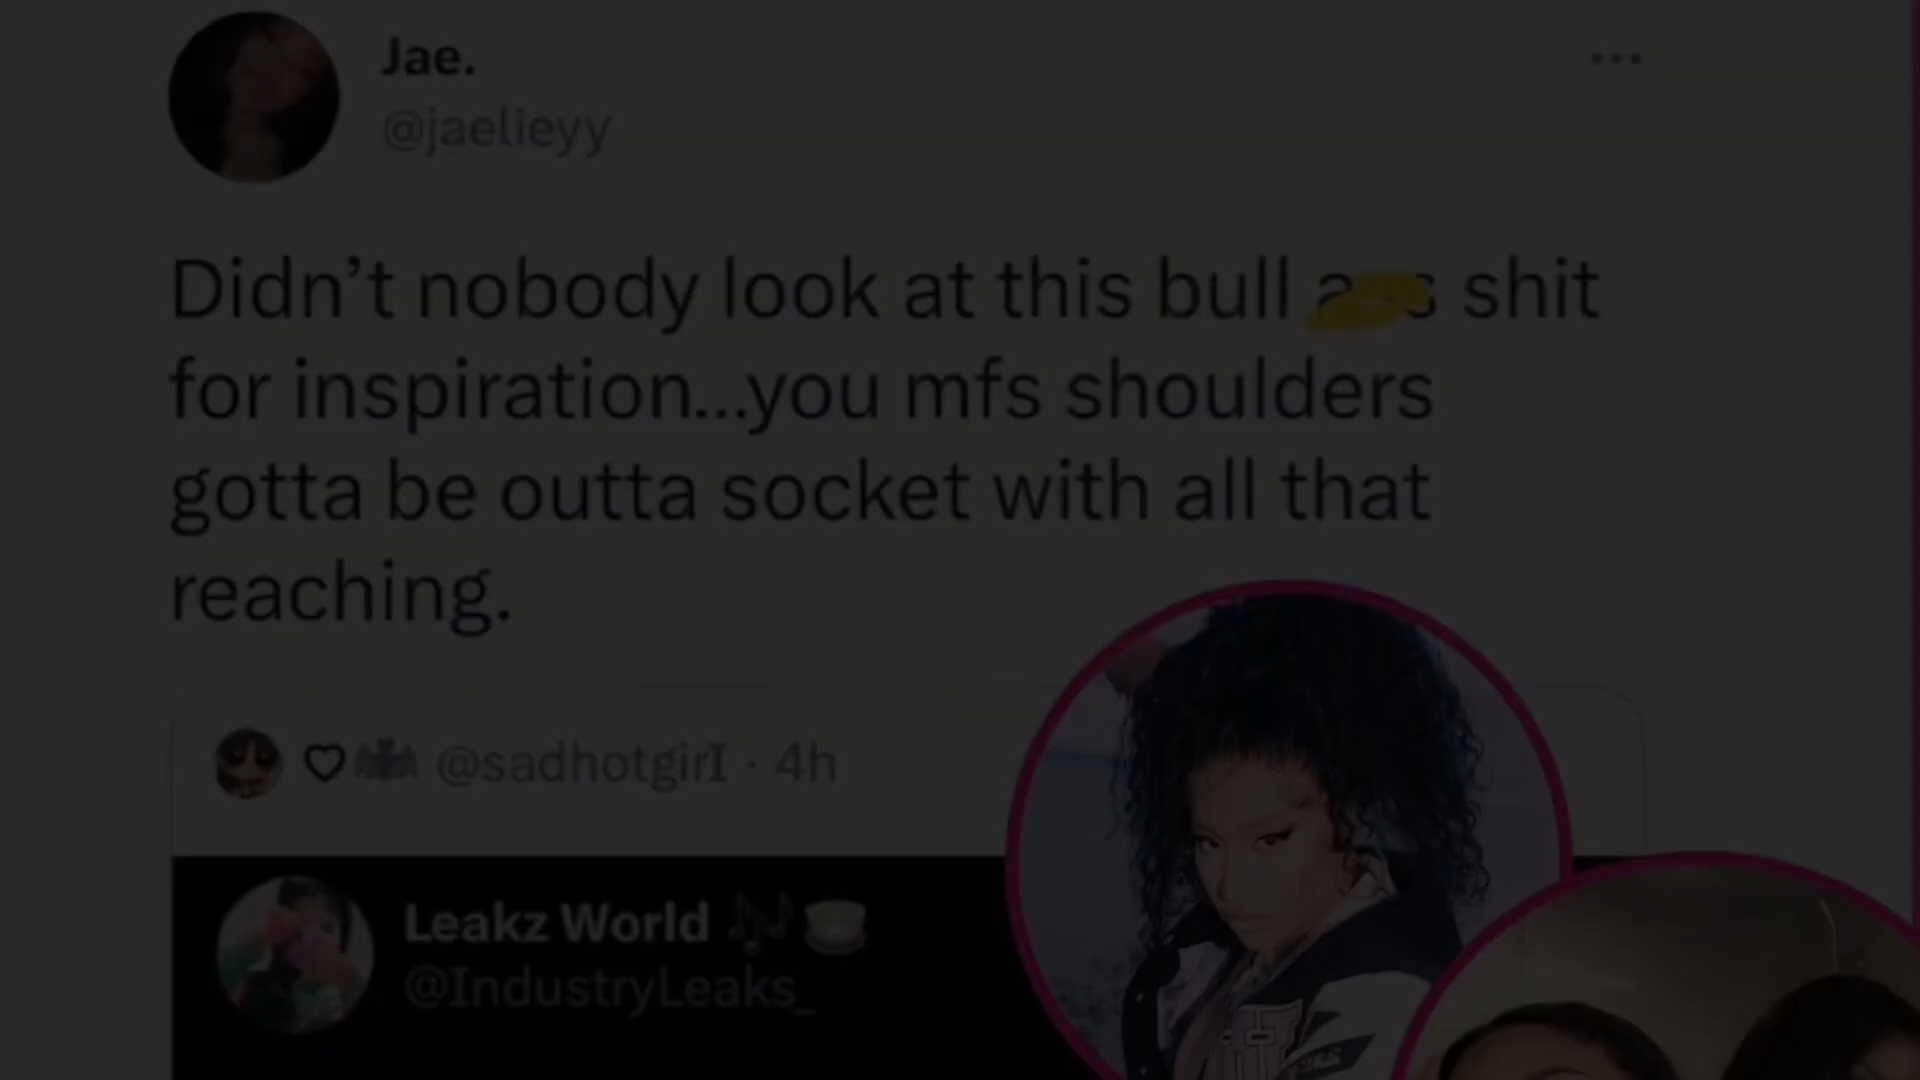 Jae.
@jaelieyy
Didn’t nobody look at this bull a s shit
for inspiration...you mfs shoulders
gotta be outta socket with all that
reaching.
@sadhotgirI · 4h
Leakz World
@IndustryLeaks_